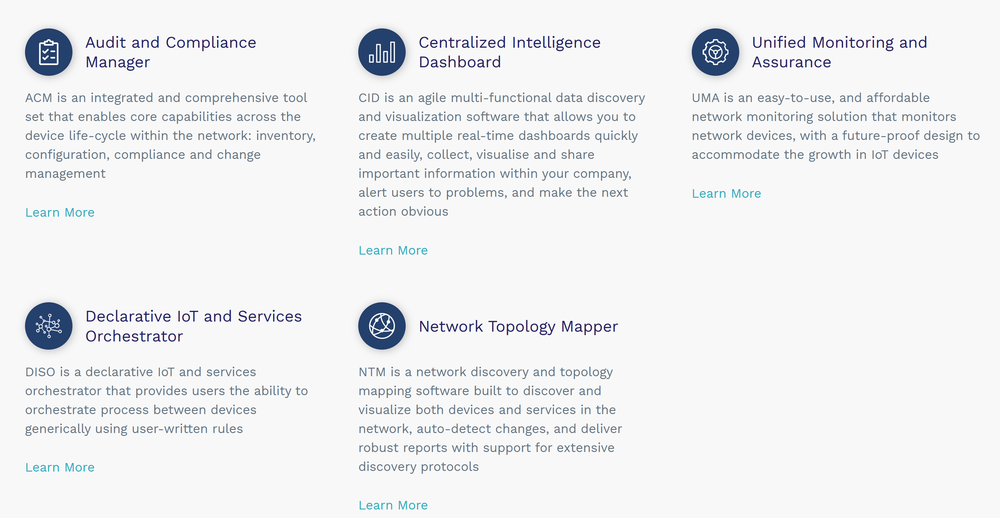 Audit and Compliance
Manager
ACM is an integrated and comprehensive tool
set that enables core capabilities across the
device life-cycle within the network: inventory,
configuration, compliance and change
management
Learn More
Centralized Intelligence
Dashboard
CID is an agile multi-functional data discovery
and visualization software that allows you to
create multiple real-time dashboards quickly
and easily, collect, visualise and share
important information within your company,
alert users to problems, and make the next
action obvious
Learn More
Unified Monitoring and
Assurance
UMA is an easy-to-use, and affordable
network monitoring solution that monitors
network devices, with a future-proof design to
accommodate the growth in IoT devices
Learn More
Declarative IoT and Services
Orchestrator
DISO is a declarative IoT and services
orchestrator that provides users the ability to
orchestrate process between devices
generically using user-written rules
Learn More
Network Topology Mapper
NTM is a network discovery and topology
mapping software built to discover and
visualize both devices and services in the
network, auto-detect changes, and deliver
robust reports with support for extensive
discovery protocols
Learn More